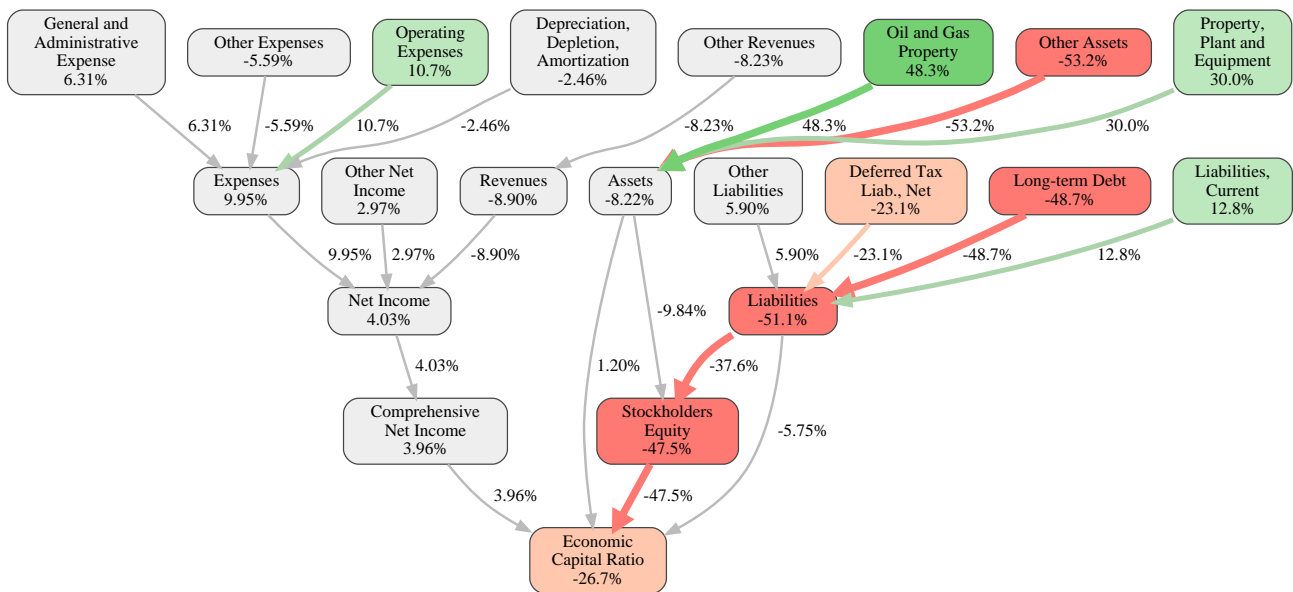 General and
Administrative
Expense
6.31%
Other Expenses
-5.59%
Operating
Expenses
10.7%
Depreciation,
Depletion,
Amortization
-2.46%
Other Revenues
-8.23%
Oil and Gas
Property
48.3%
Other Assets
-53.2%
Property,
Plant and
Equipment
30.0%
6.31%
-5.59%
10.7%
-2.46%
-8.23%
48.3%
-53.2%
30.0%
Expenses
9.95%
Other Net
Income
2.97%
Revenues
-8.90%
Assets
-8.22%
Other
Liabilities
5.90%
Deferred Tax
Liab., Net
-23.1%
Long-term Debt
-48.7%
Liabilities,
Current
12.8%
9.95%
2.97%
-8.90%
5.90%
-23.1%
-48.7%
12.8%
Net Income
4.03%
-9.84%
Liabilities
-51.1%
4.03%
1.20%
-37.6%
Comprehensive
Net Income
3.96%
Stockholders
Equity
-47.5%
-5.75%
3.96%
-47.5%
Economic
Capital Ratio
-26.7%